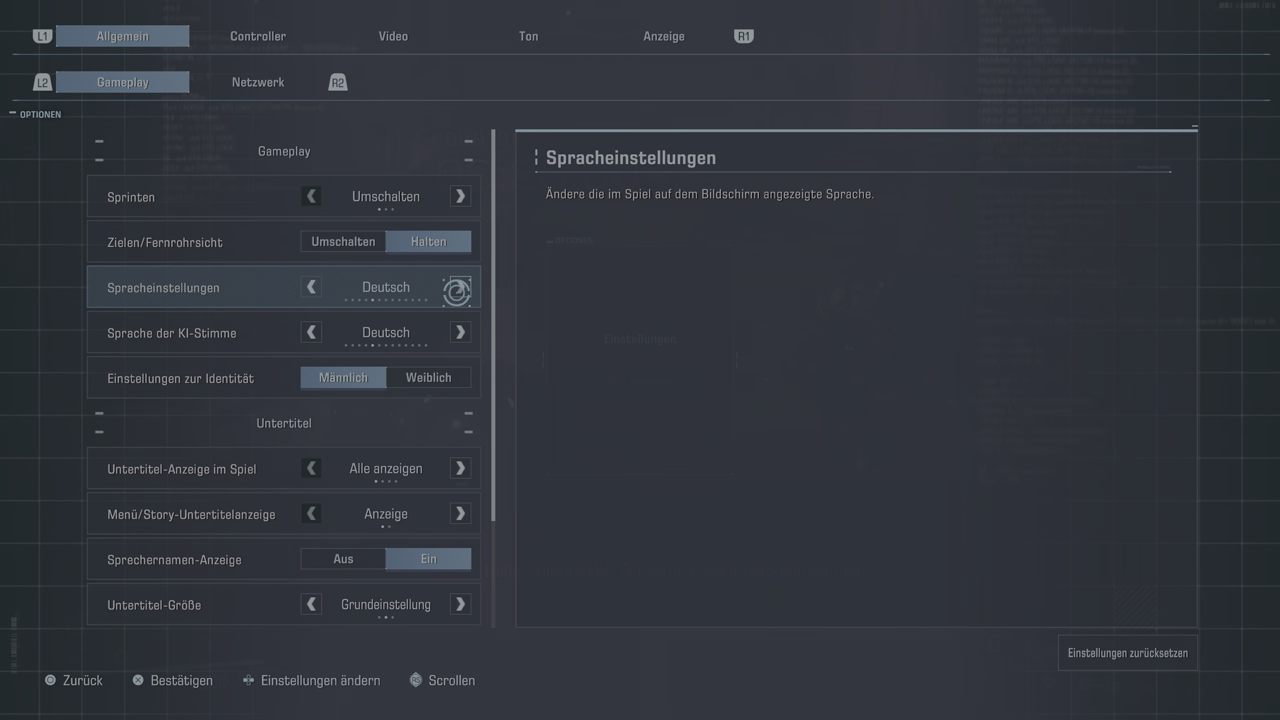 L1 Allgemein Controller Video Ton Anzeige R1
L2 Gameplay Netzwerk R2
OPTIONEN
Gameplay
Sprinten Umschalten
Zielen/Fernrohrsicht Umschalten Halten
Spracheinstellungen Deutsch
Sprache der KI-Stimme Deutsch
Einstellungen zur Identität Männlich Weiblich
Untertitel
Untertitel-Anzeige im Spiel Alle anzeigen
Menü/Story-Untertitelanzeige Anzeige
Sprechernamen-Anzeige Aus Ein
Untertitel-Größe Grundeinstellung
Spracheinstellungen
Ändere die im Spiel auf dem Bildschirm angezeigte Sprache.
OPTIONEN
Einstellungen zurücksetzen
Zurück Bestätigen Einstellungen ändern Scrollen